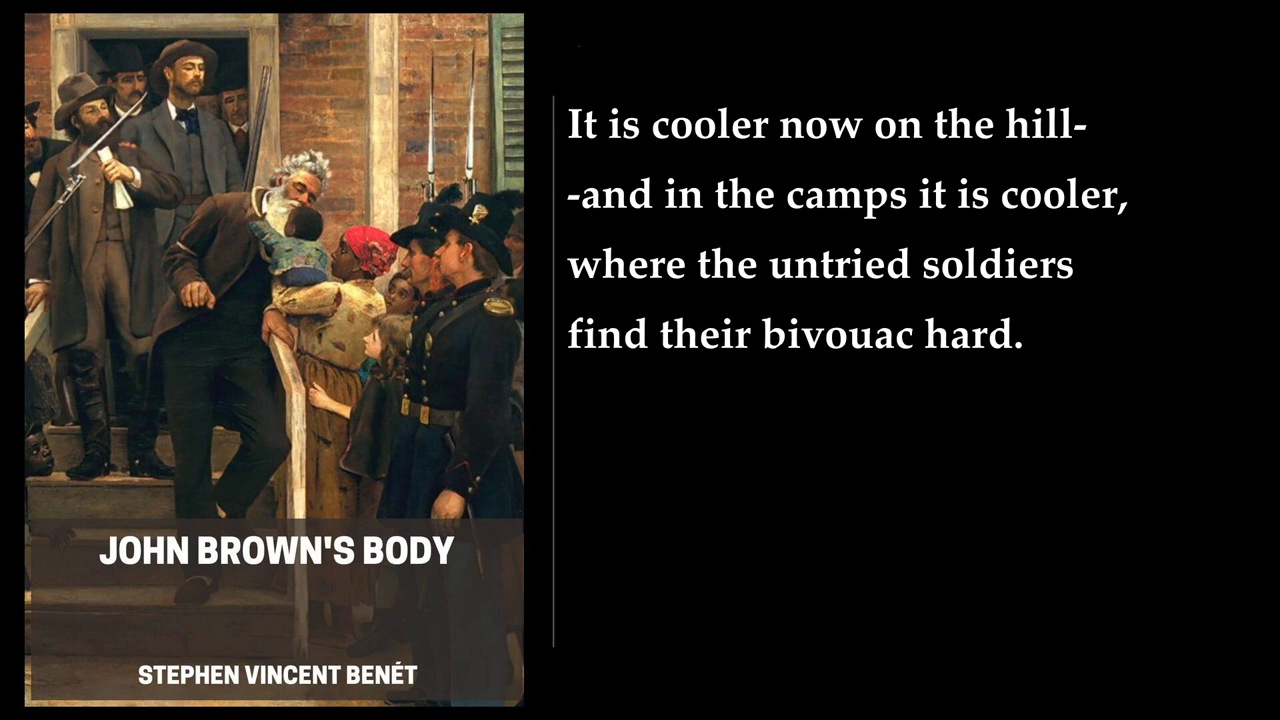 JOHN BROWN'S BODY
STEPHEN VINCENT BENÉT
It is cooler now on the hill-
-and in the camps it is cooler,
where the untried soldiers
find their bivouac hard.